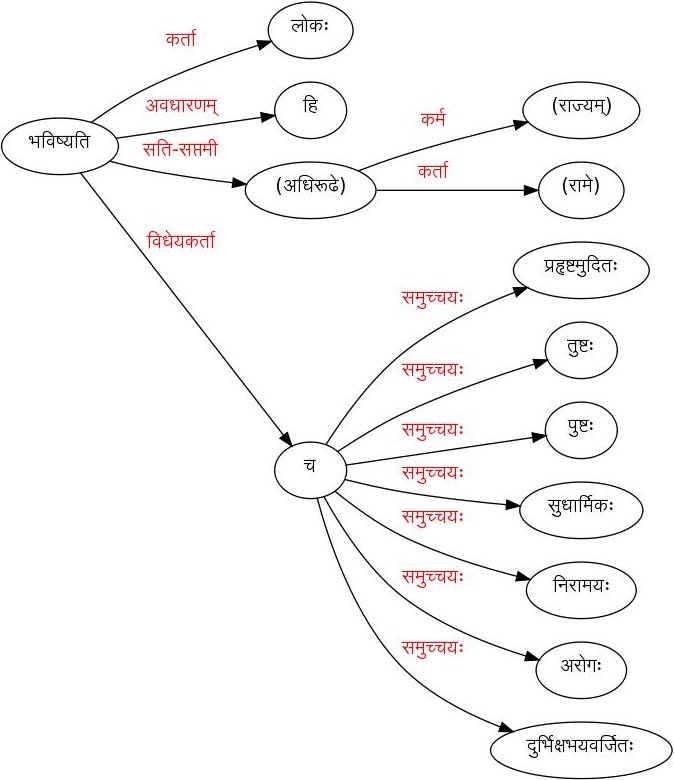 लोकः
कर्ता
अवधारणम्
हि
(राज्यम्)
कर्म
भविष्यति
सति-सप्तमी
कर्ता
(अधिरूढे)
(रामे)
विधेयकर्ता
प्रहृष्टमुदितः
समुच्चयः
तुष्टः
समुच्चयः
पुष्टः
समुच्चयः
च
समुच्चयः
सुधार्मिकः
समुच्चयः
समुच्चयः
निरामयः
समुच्चयः
अरोगः
दुर्भिक्षभयवर्जितः